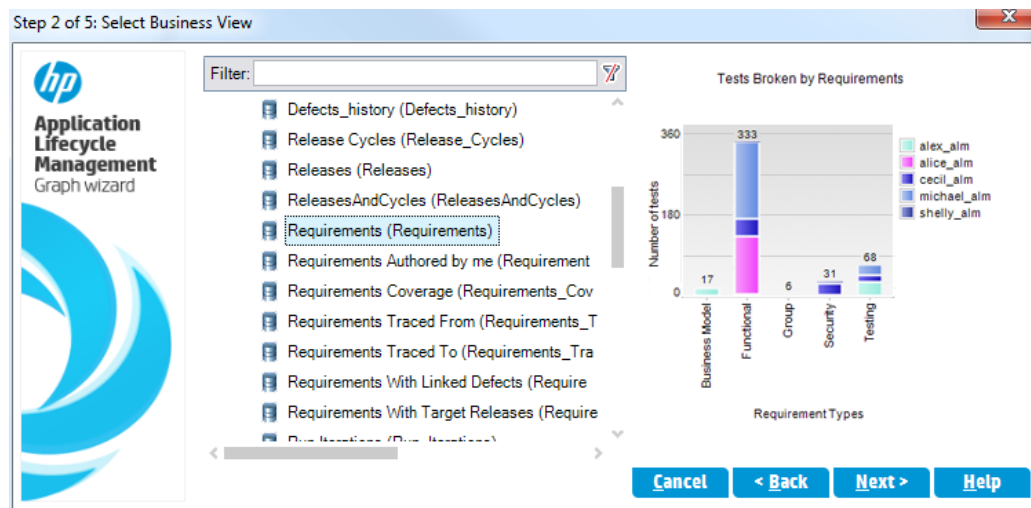 Step 2 of 5: Select Business View
X
hp
Application
Lifecycle
Management
Graph wizard
Filter:
Defects_history (Defects_history)
Release Cycles (Release_Cycles)
Releases (Releases)
ReleasesAndCycles (ReleasesAndCycles)
Requirements (Requirements)
Requirements Authored by me (Requirement
Requirements Coverage (Requirements_Cov
Requirements Traced From (Requirements_T
Requirements Traced To (Requirements_Tra
Requirements With Linked Defects (Require
Requirements With Target Releases (Require
Run Iterations (Run_Iterations)
Tests Broken by Requirements
Number of tests
360
180
0
17
333
6
31
68
Business Model
Functional
Group
Security
Testing
Requirement Types
alex_alm
alice_alm
cecil_alm
michael_alm
shelly_alm
Cancel
< Back
Next >
Help